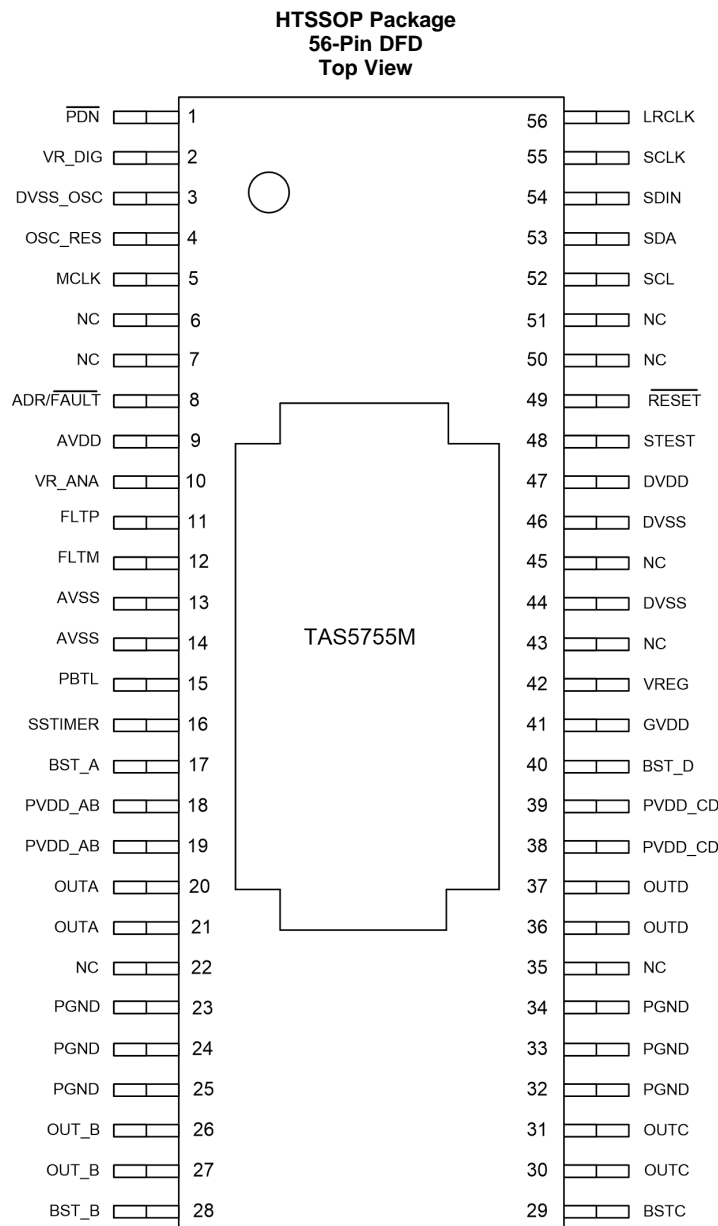 HTSSOP Package
56-Pin DFD
Top View
PDN 1 56 LRCLK
VR_DIG 2 55 SCLK
DVSS_OSC 3 54 SDIN
OSC_RES 4 53 SDA
MCLK 5 52 SCL
NC 6 51 NC
NC 7 50 NC
ADR/FAULT 8 49 RESET
AVDD 9 48 STEST
VR_ANA 10 47 DVDD
FLTP 11 46 DVSS
FLTM 12 45 NC
AVSS 13 44 DVSS
AVSS 14 TAS5755M 43 NC
PBTL 15 42 VREG
SSTIMER 16 41 GVDD
BST_A 17 40 BST_D
PVDD_AB 18 39 PVDD_CD
PVDD_AB 19 38 PVDD_CD
OUTA 20 37 OUTD
OUTA 21 36 OUTD
NC 22 35 NC
PGND 23 34 PGND
PGND 24 33 PGND
PGND 25 32 PGND
OUT_B 26 31 OUTC
OUT_B 27 30 OUTC
BST_B 28 29 BSTC